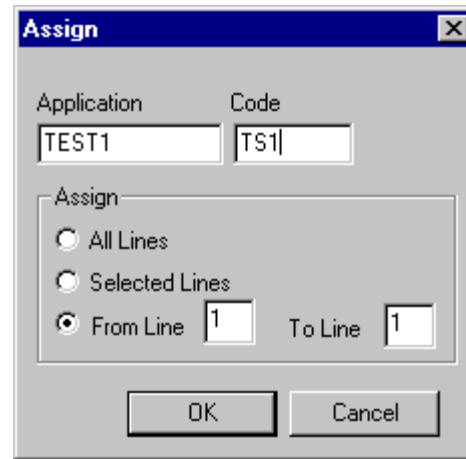 Assign
Application Code
TEST1 TS1
Assign
All Lines
Selected Lines
From Line 1 To Line 1
OK Cancel